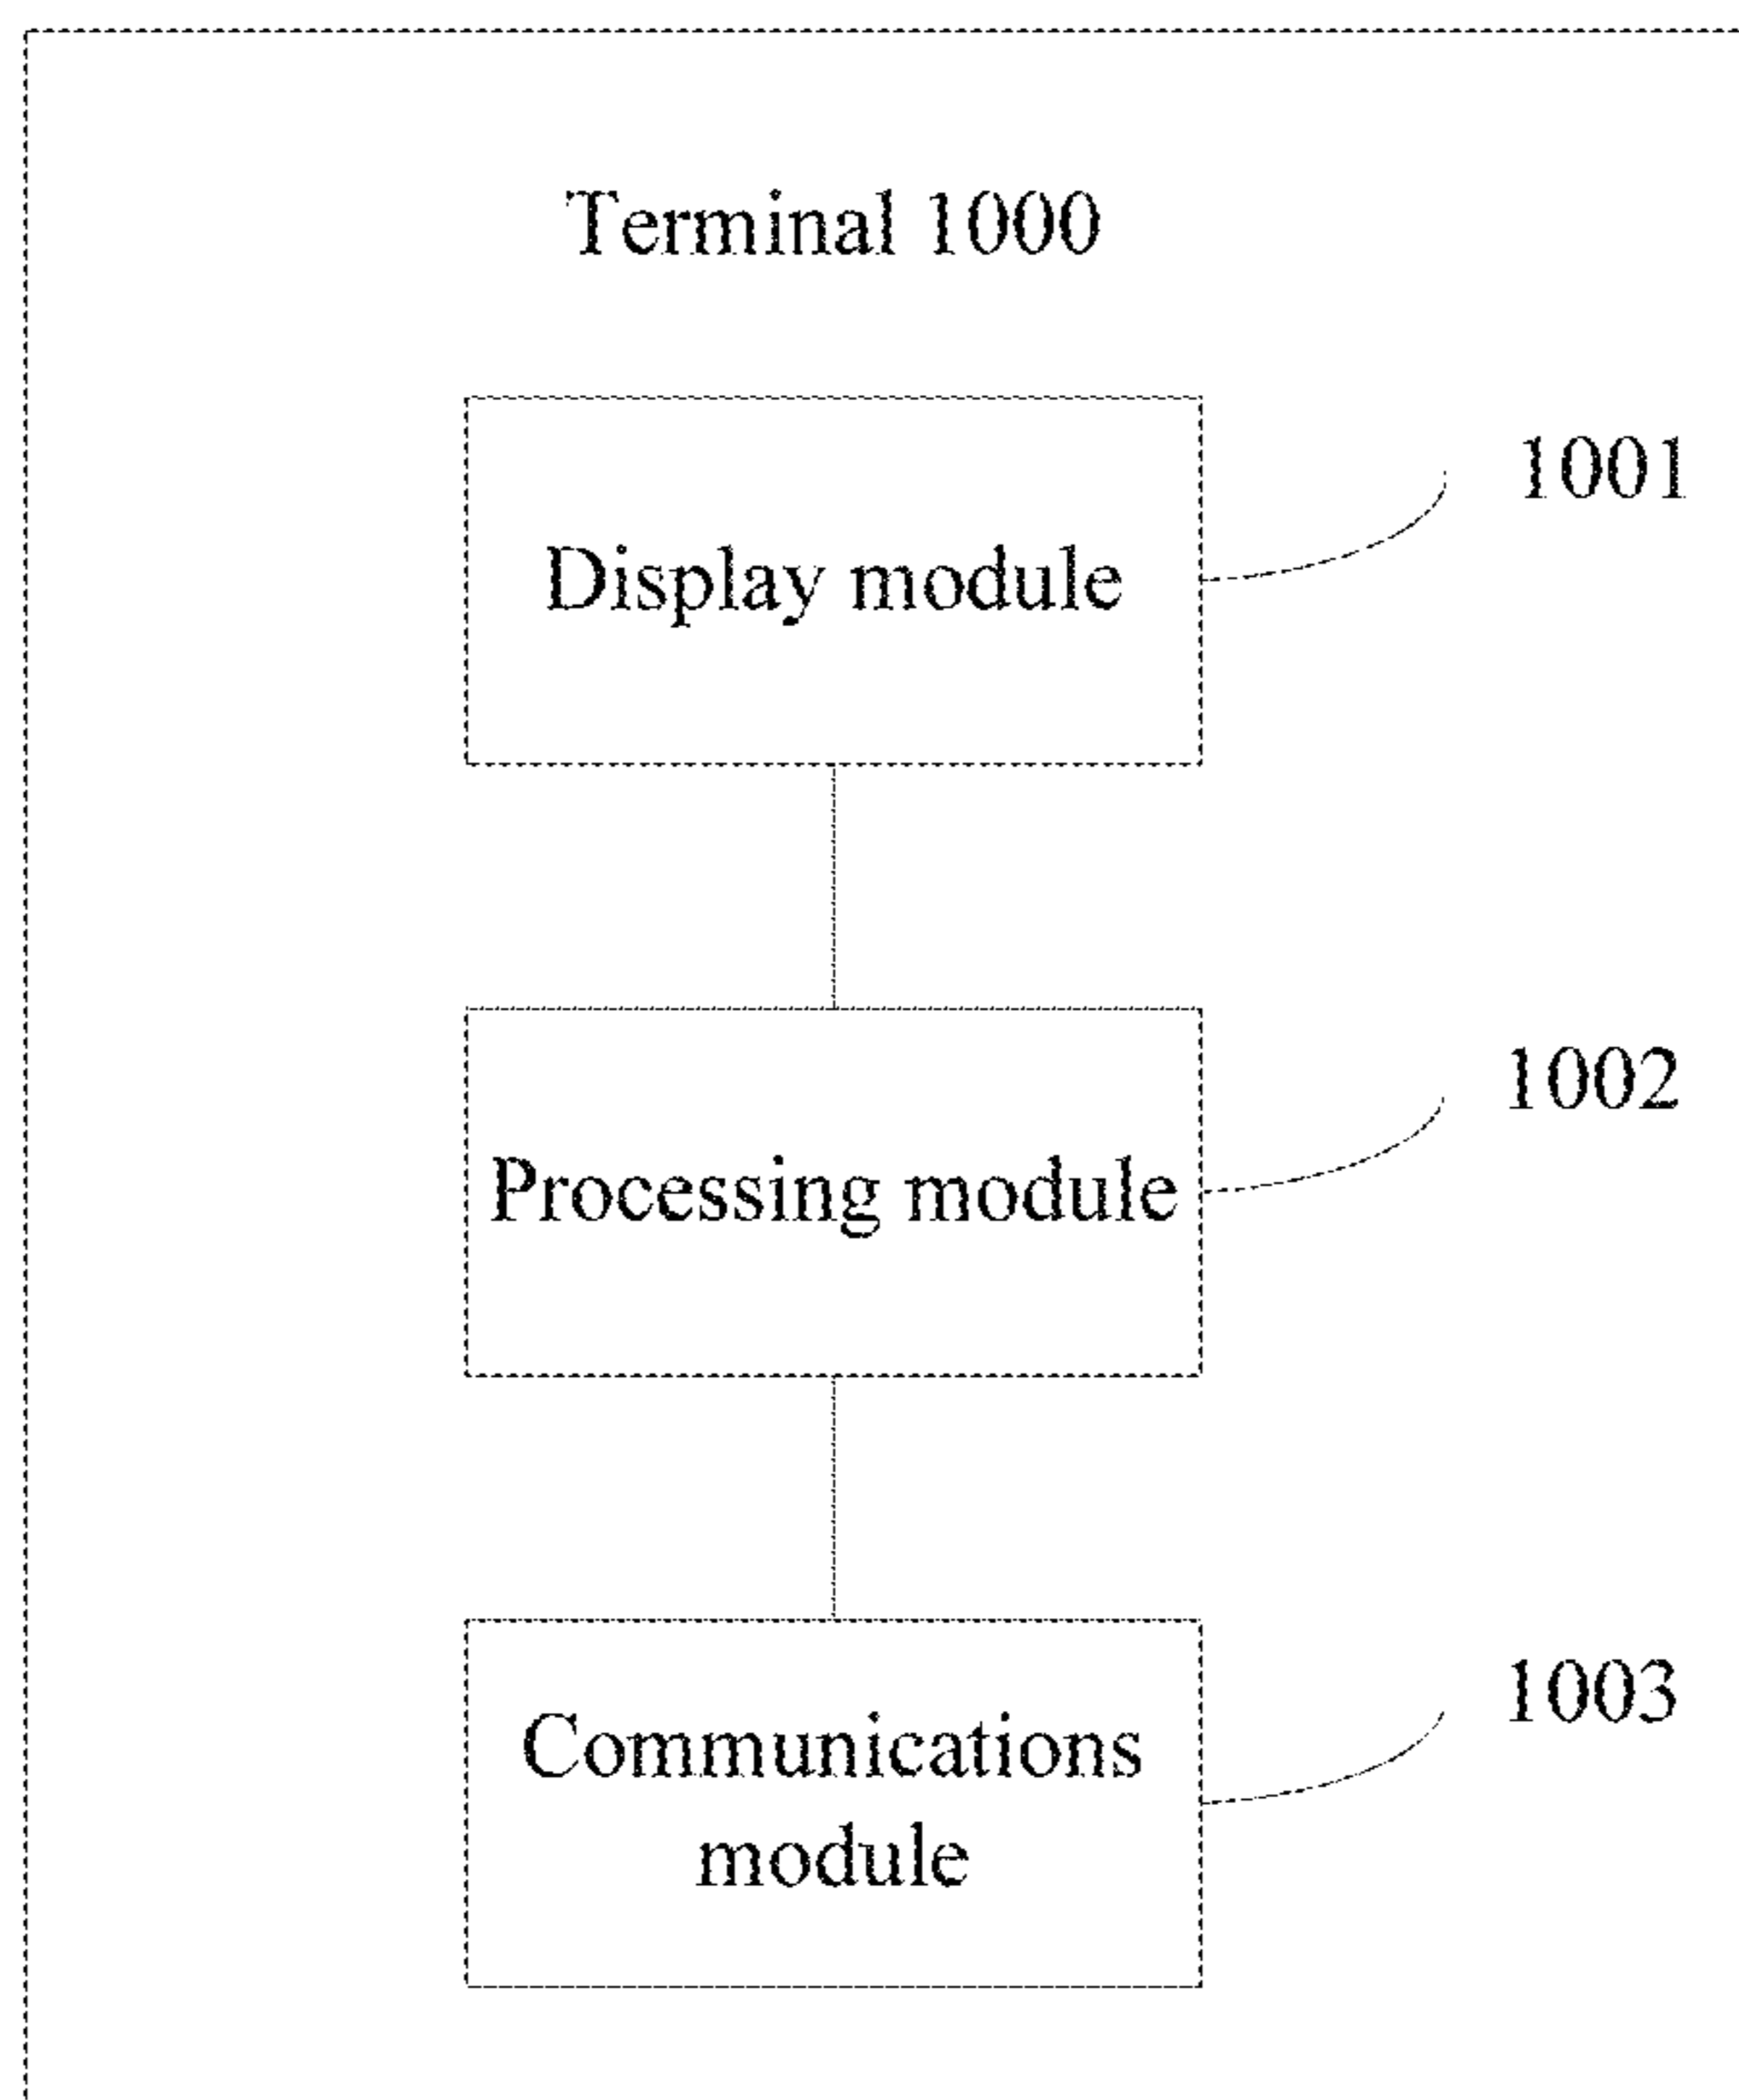 Terminal 1000
1001
Display module
1002
Processing module
1003
Communications
module